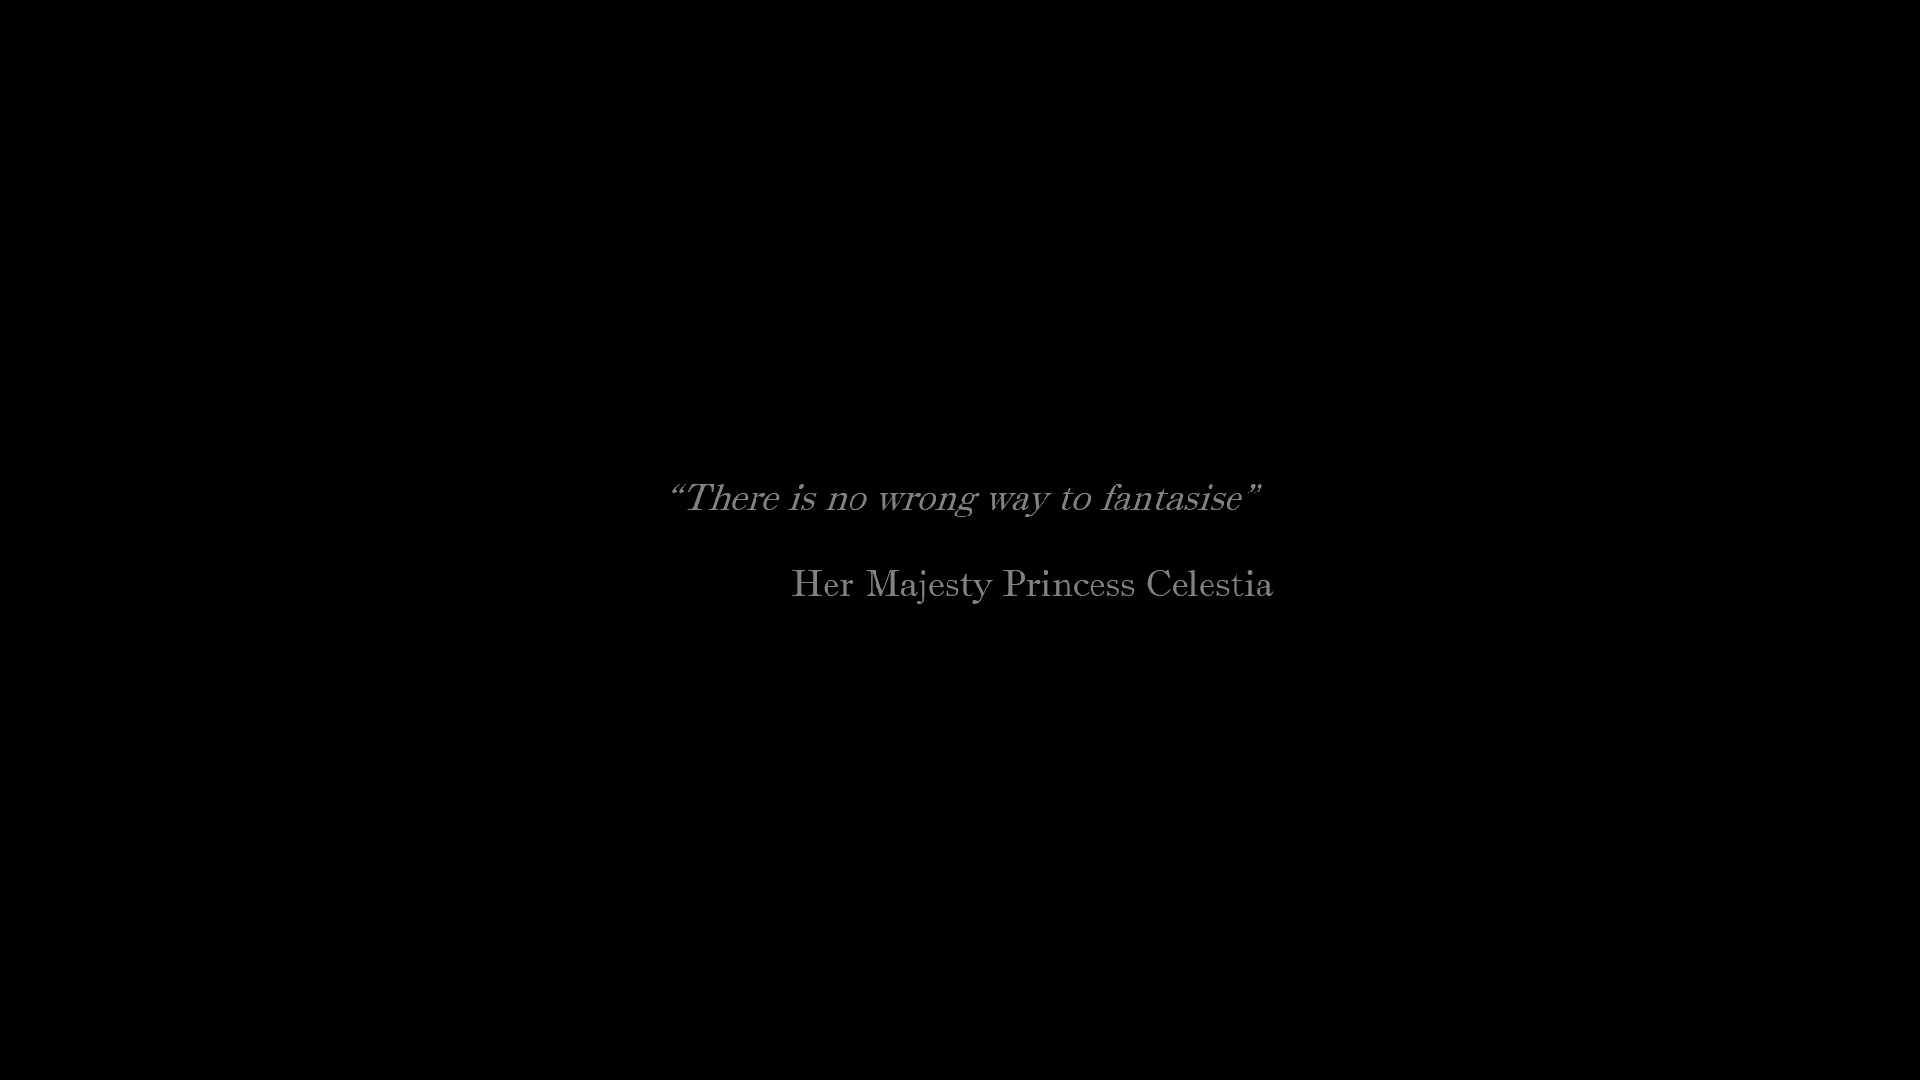 “There is no wrong way to fantasise”
Her Majesty Princess Celestia